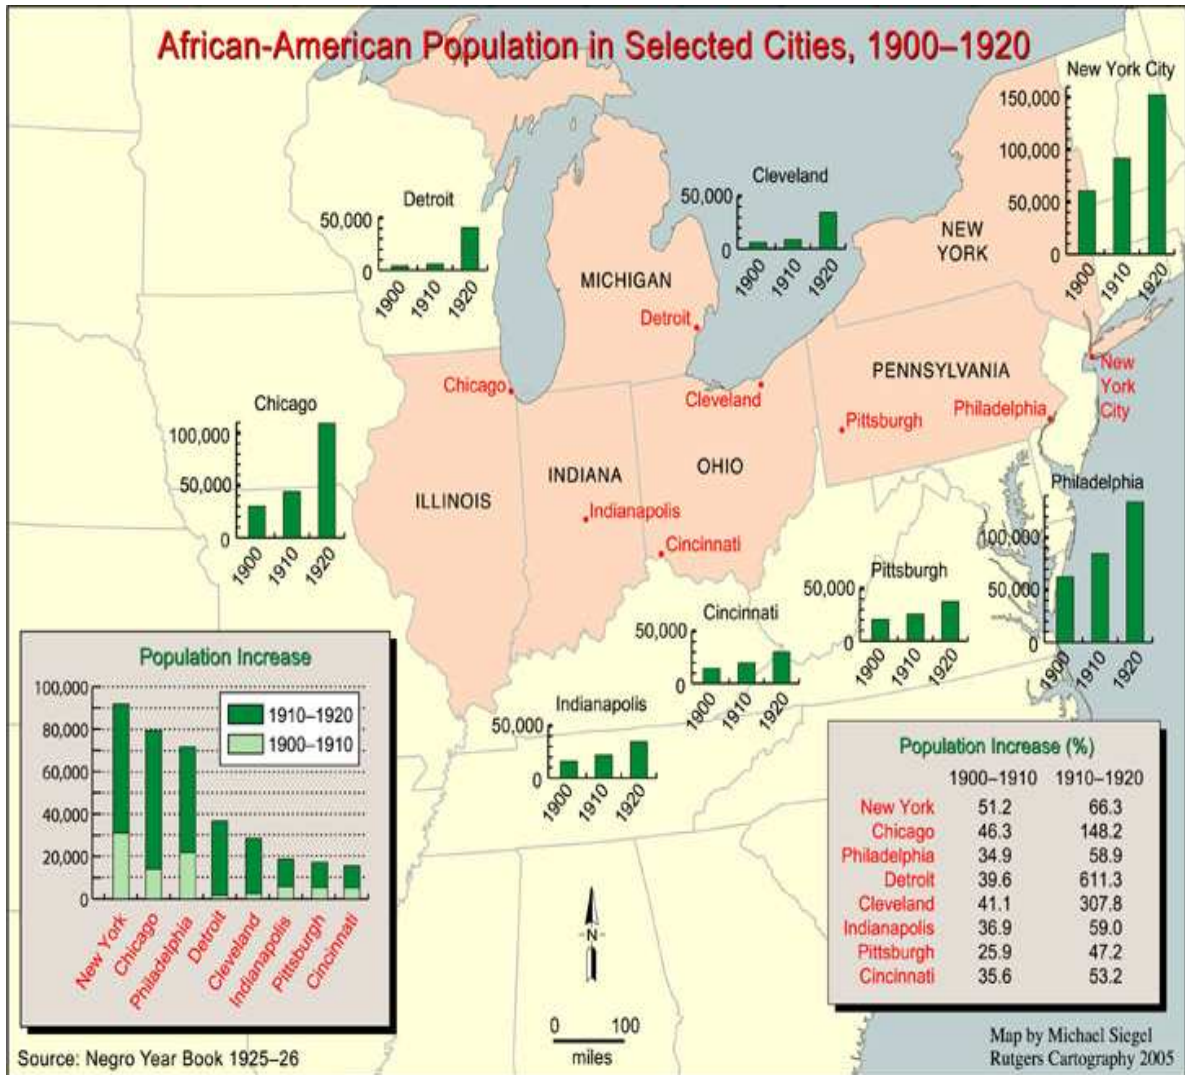 African-American Population in Selected Cities, 1900–1920
New York City
150,000
100,000
50,000
0
1900
1910
1920
Cleveland
50,000
0
1900
1910
1920
Detroit
50,000
0
1900
1910
1920
NEW
YORK
MICHIGAN
Detroit
PENNSYLVANIA
New
York
City
Chicago
Cleveland
Pittsburgh
Philadelphia
Chicago
100,000
50,000
0
1900
1910
1920
ILLINOIS
INDIANA
OHIO
Indianapolis
Cincinnati
Philadelphia
100,000
50,000
0
1900
1910
1920
Pittsburgh
50,000
0
1900
1910
1920
Cincinnati
50,000
0
1900
1910
1920
Indianapolis
50,000
0
1900
1910
1920
Population Increase
100,000
80,000
60,000
40,000
20,000
0
1910–1920
1900–1910
New York
Chicago
Philadelphia
Detroit
Cleveland
Indianapolis
Pittsburgh
Cincinnati
Population Increase (%)
1900–1910 1910–1920
New York 51.2 66.3
Chicago 46.3 148.2
Philadelphia 34.9 58.9
Detroit 39.6 611.3
Cleveland 41.1 307.8
Indianapolis 36.9 59.0
Pittsburgh 25.9 47.2
Cincinnati 35.6 53.2
N
0 100
miles
Source: Negro Year Book 1925–26
Map by Michael Siegel
Rutgers Cartography 2005